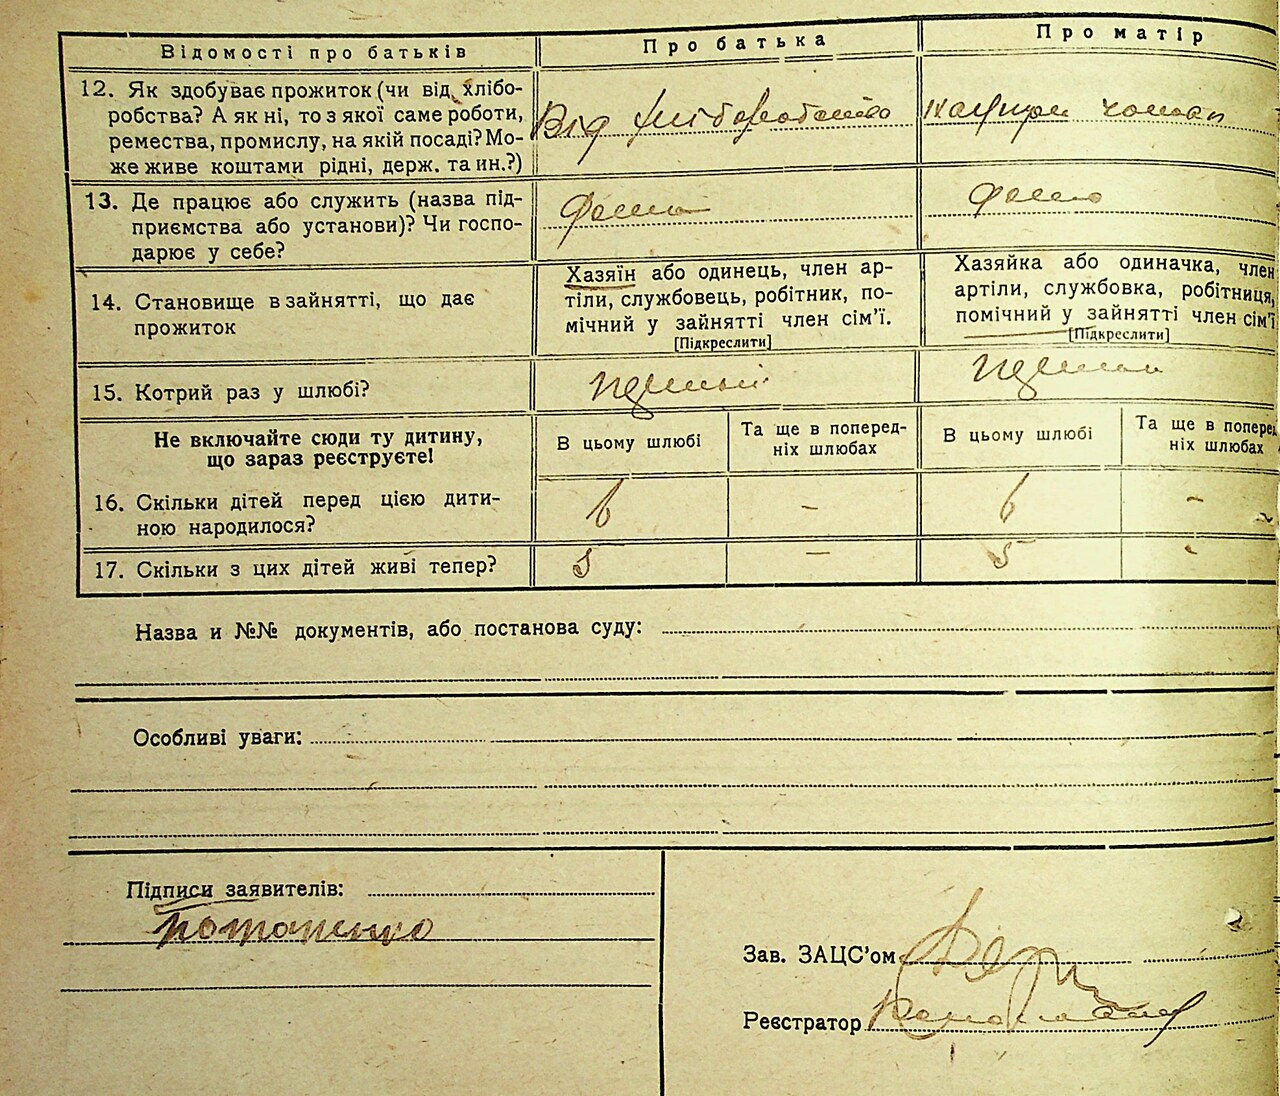 Відомості про батьків
Про батька
Про матір
12. Як здобуває прожиток (чи від хлібо-
робства? А як ні, то з якої саме роботи,
ремества, промислу, на якій посаді? Мо-
же живе коштами рідні, держ. та ин.?)
Від хліборобства
13. Де працює або служить (назва під-
приємства або установи)? Чи госпо-
дарює у себе?
14. Становище в зайнятті, що дає
прожиток
Хазяїн або одинець, член ар-
тіли, службовець, робітник, по-
мічний у зайнятті член сім'ї.
[Підкреслити]
Хазяйка або одиначка, член
артіли, службовка, робітниця,
помічний у зайнятті член сім'ї
[Підкреслити]
15. Котрий раз у шлюбі?
Не включайте сюди ту дитину,
що зараз реєструєте!
В цьому шлюбі
Та ще в поперед-
ніх шлюбах
В цьому шлюбі
Та ще в поперед
ніх шлюбах
16. Скільки дітей перед цією дити-
ною народилося?
6
-
6
-
17. Скільки з цих дітей живі тепер?
5
-
5
-
Назва и №№ документів, або постанова суду:
Особливі уваги:
Підписи заявителів:
Потапенко
Зав. ЗАЦС'ом
Реєстратор